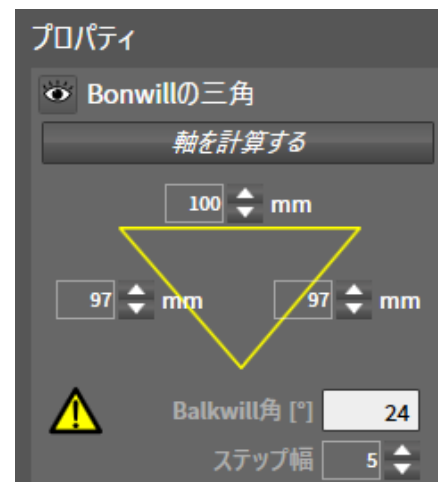 プロパティ
Bonwillの三角
軸を計算する
100 mm
97 mm 97 mm
Balkwill角 [°] 24
ステップ幅 5